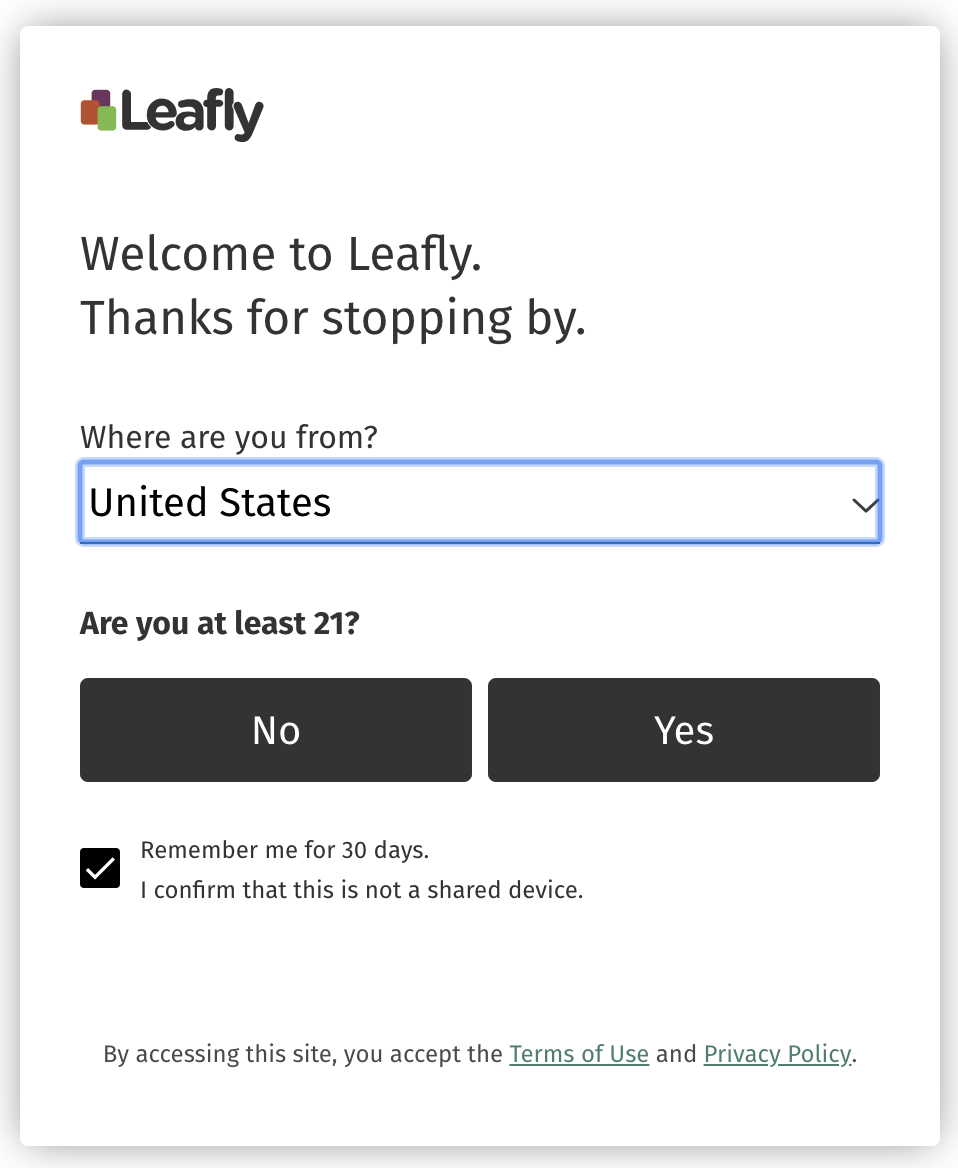 Leafly
Welcome to Leafly.
Thanks for stopping by.
Where are you from?
United States
Are you at least 21?
No
Yes
Remember me for 30 days.
I confirm that this is not a shared device.
By accessing this site, you accept the Terms of Use and Privacy Policy.